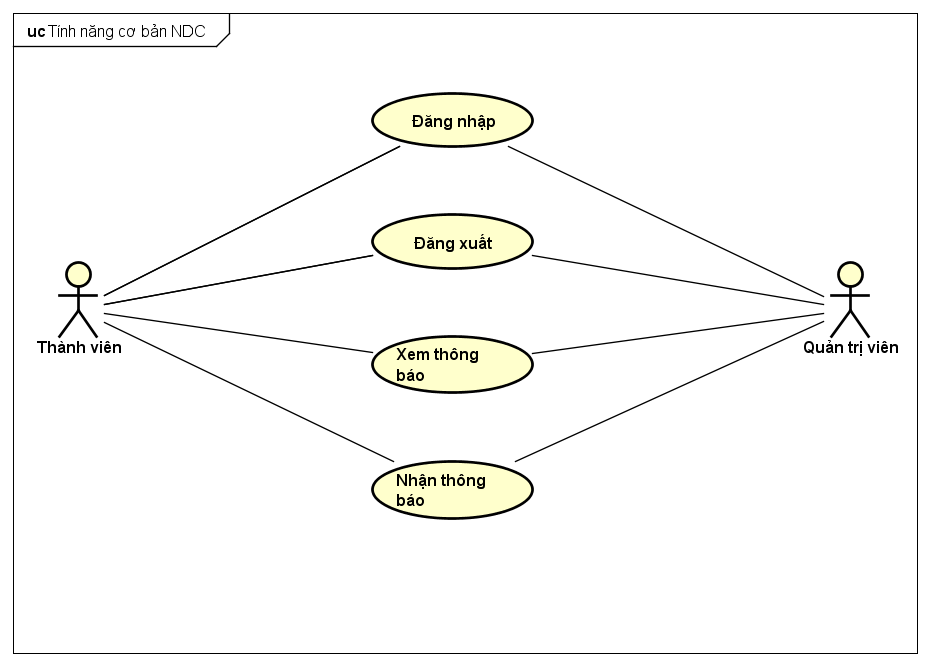 uc Tính năng cơ bản NDC
Đăng nhập
Đăng xuất
Thành viên
Quản trị viên
Xem thông
báo
Nhận thông
báo